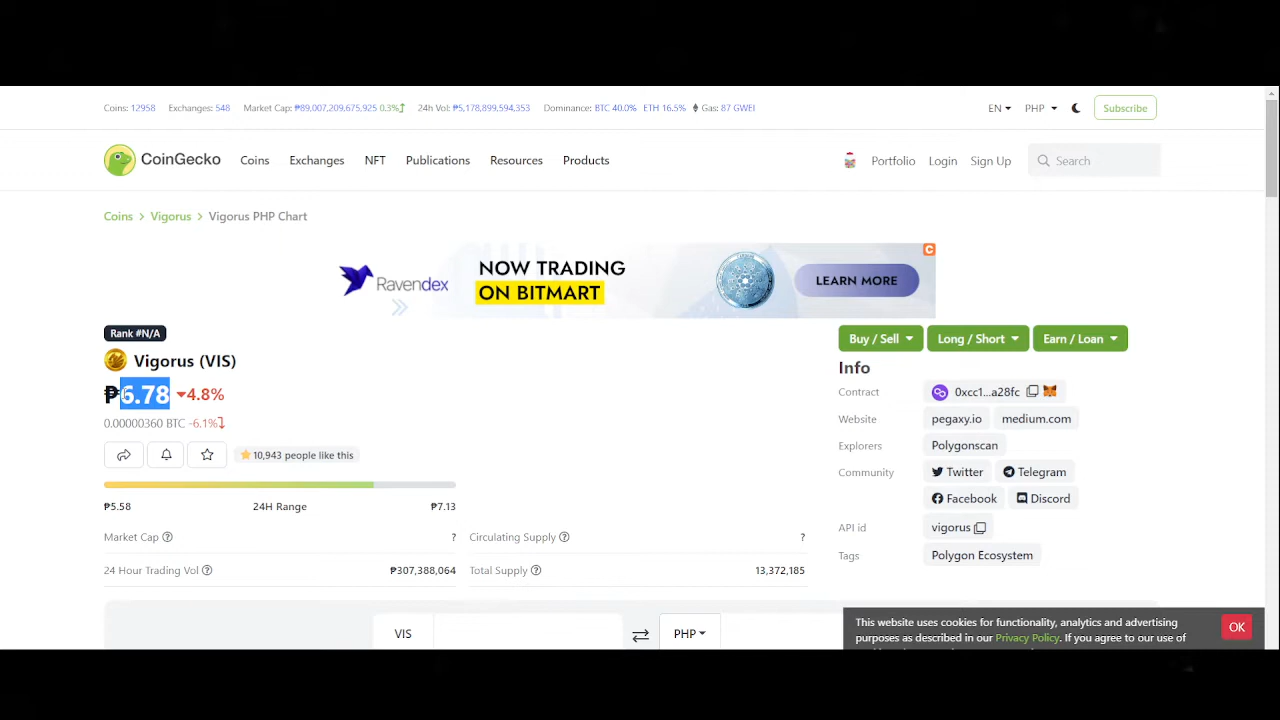 Coins: 12958 Exchanges: 548 Market Cap: ₱89,007,209,675,925 0.3% 24h Vol: ₱5,178,899,594,353 Dominance: BTC 40.0% ETH 16.5% Gas: 87 GWEI EN PHP Subscribe
CoinGecko Coins Exchanges NFT Publications Resources Products Portfolio Login Sign Up Search
Coins > Vigorus > Vigorus PHP Chart
Ravendex NOW TRADING ON BITMART LEARN MORE
C
Rank #N/A
Vigorus (VIS)
₱6.78 4.8%
0.00000360 BTC -6.1%
10,943 people like this
₱5.58 24H Range ₱7.13
Market Cap ? ?
24 Hour Trading Vol ? ₱307,388,064
Circulating Supply ? ?
Total Supply ? 13,372,185
Buy / Sell Long / Short Earn / Loan
Info
Contract 0xcc1...a28fc
Website pegaxy.io medium.com
Explorers Polygonscan
Community Twitter Telegram
Facebook Discord
API id vigorus
Tags Polygon Ecosystem
VIS PHP
This website uses cookies for functionality, analytics and advertising
purposes as described in our Privacy Policy. If you agree to our use of
OK